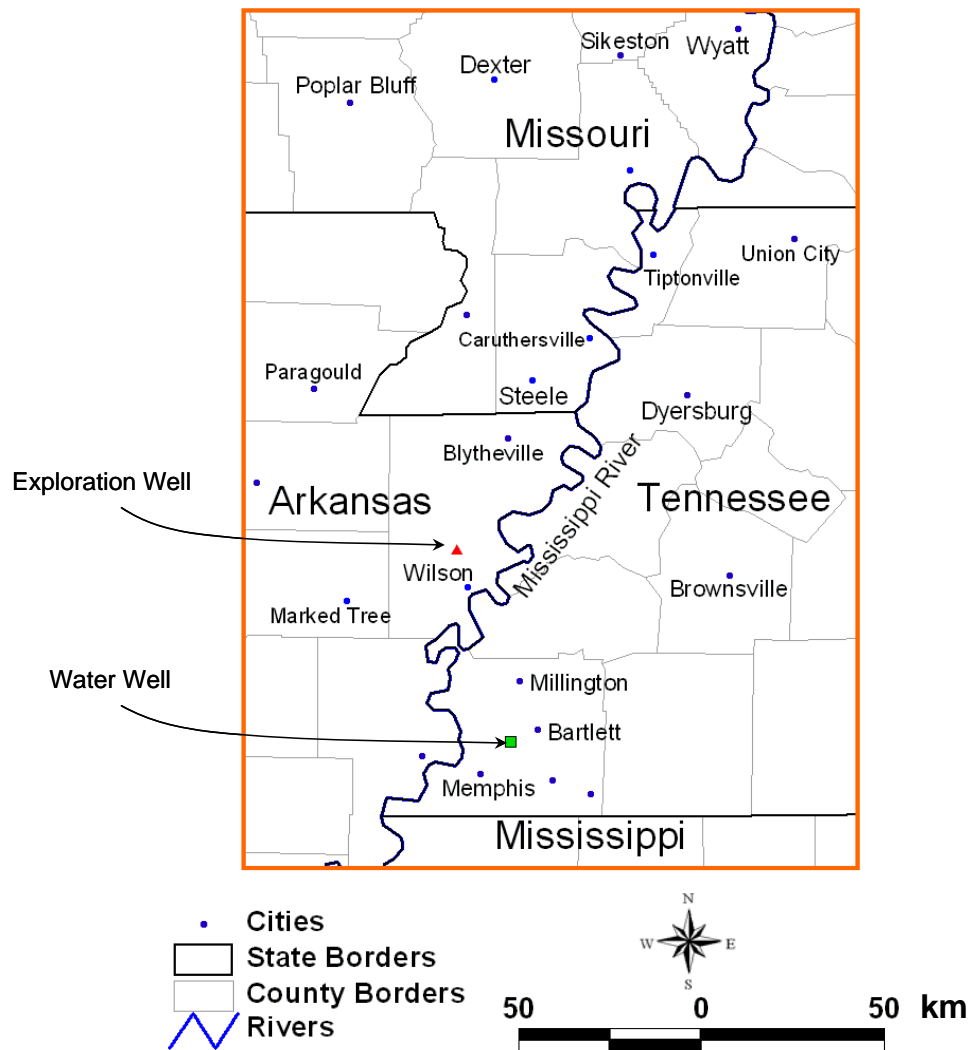 Sikeston
Wyatt
Dexter
Poplar Bluff
Missouri
Union City
Tiptonville
Caruthersville
Paragould
Steele
Dyersburg
Blytheville
Mississippi River
Exploration Well
Arkansas
Tennessee
Wilson
Brownsville
Marked Tree
Water Well
Millington
Bartlett
Memphis
Mississippi
Cities
State Borders
County Borders
Rivers
N
W E
S
50 0 50 km